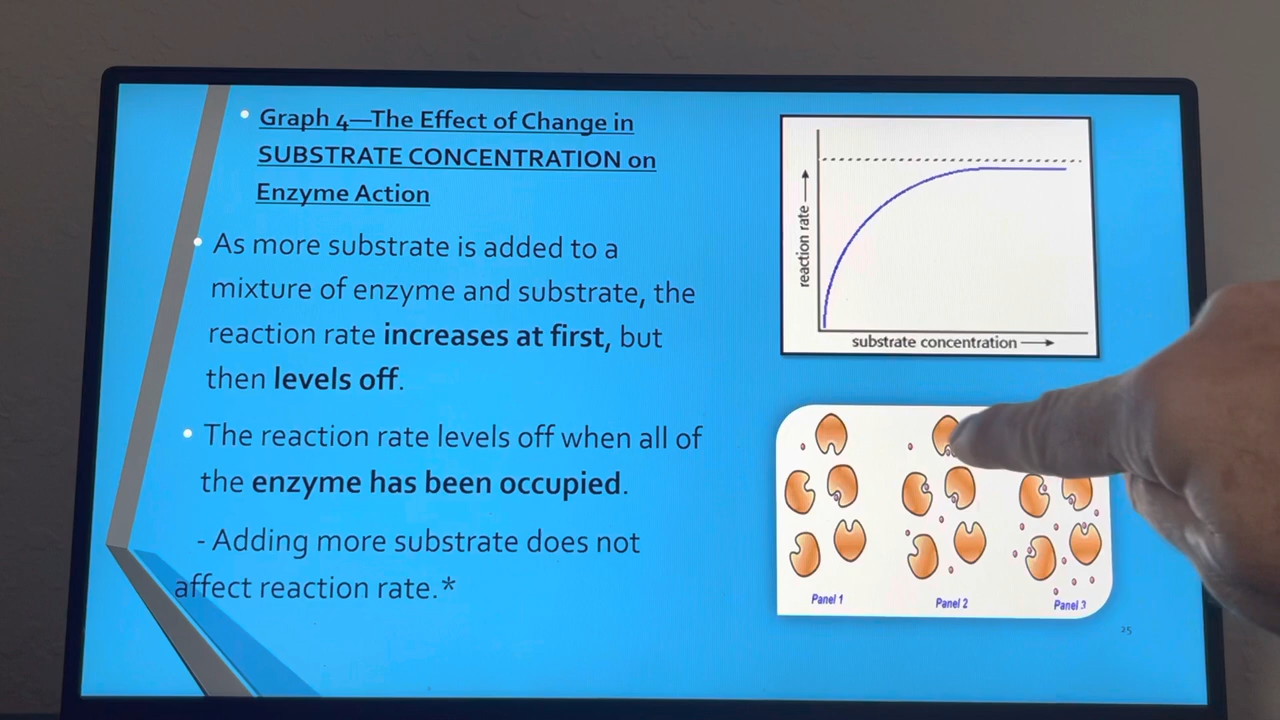 • Graph 4—The Effect of Change in
SUBSTRATE CONCENTRATION on
Enzyme Action
• As more substrate is added to a
mixture of enzyme and substrate, the
reaction rate increases at first, but
then levels off.
• The reaction rate levels off when all of
the enzyme has been occupied.
- Adding more substrate does not
affect reaction rate.*
reaction rate
substrate concentration
Panel 1
Panel 2
Panel 3
25